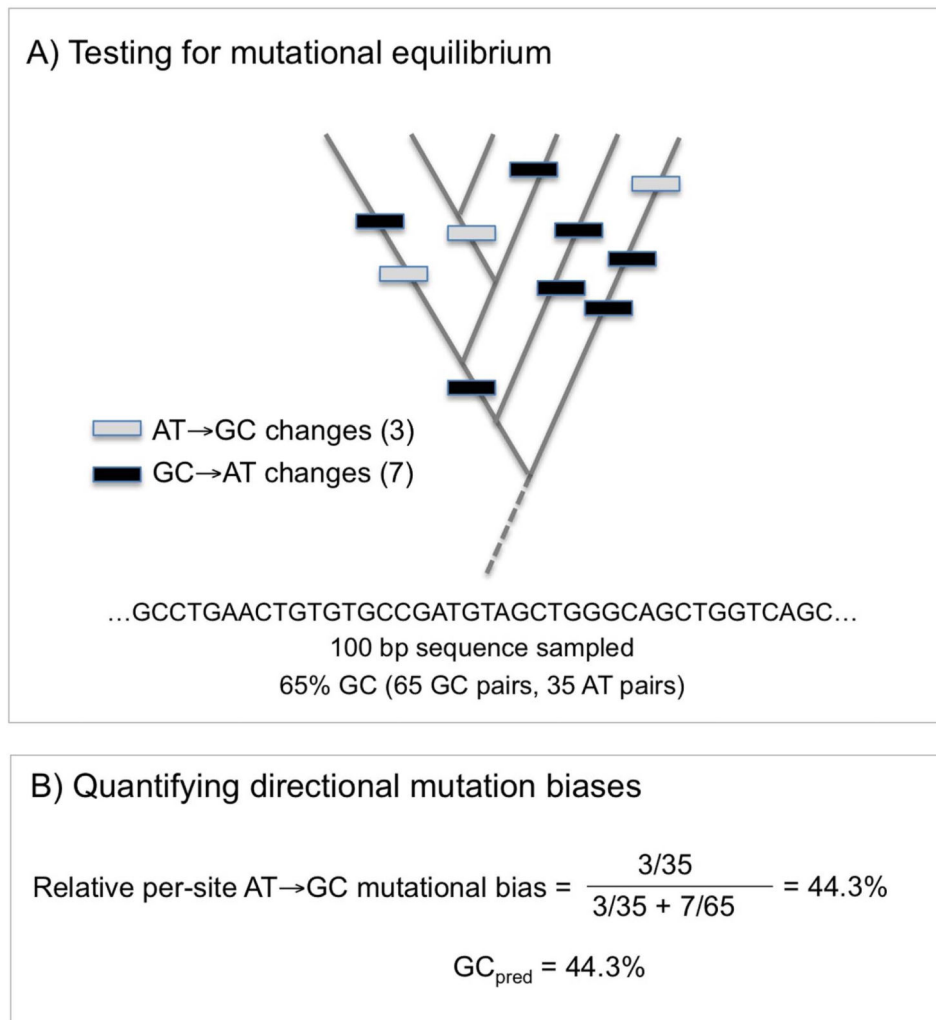 A) Testing for mutational equilibrium
AT→GC changes (3)
GC→AT changes (7)
...GCCTGAACTGTGTGCCGATGTAGCTGGGCAGCTGGTCAGC...
100 bp sequence sampled
65% GC (65 GC pairs, 35 AT pairs)
B) Quantifying directional mutation biases
3/35
Relative per-site AT→GC mutational bias = = 44.3%
3/35 + 7/65
GCpred = 44.3%